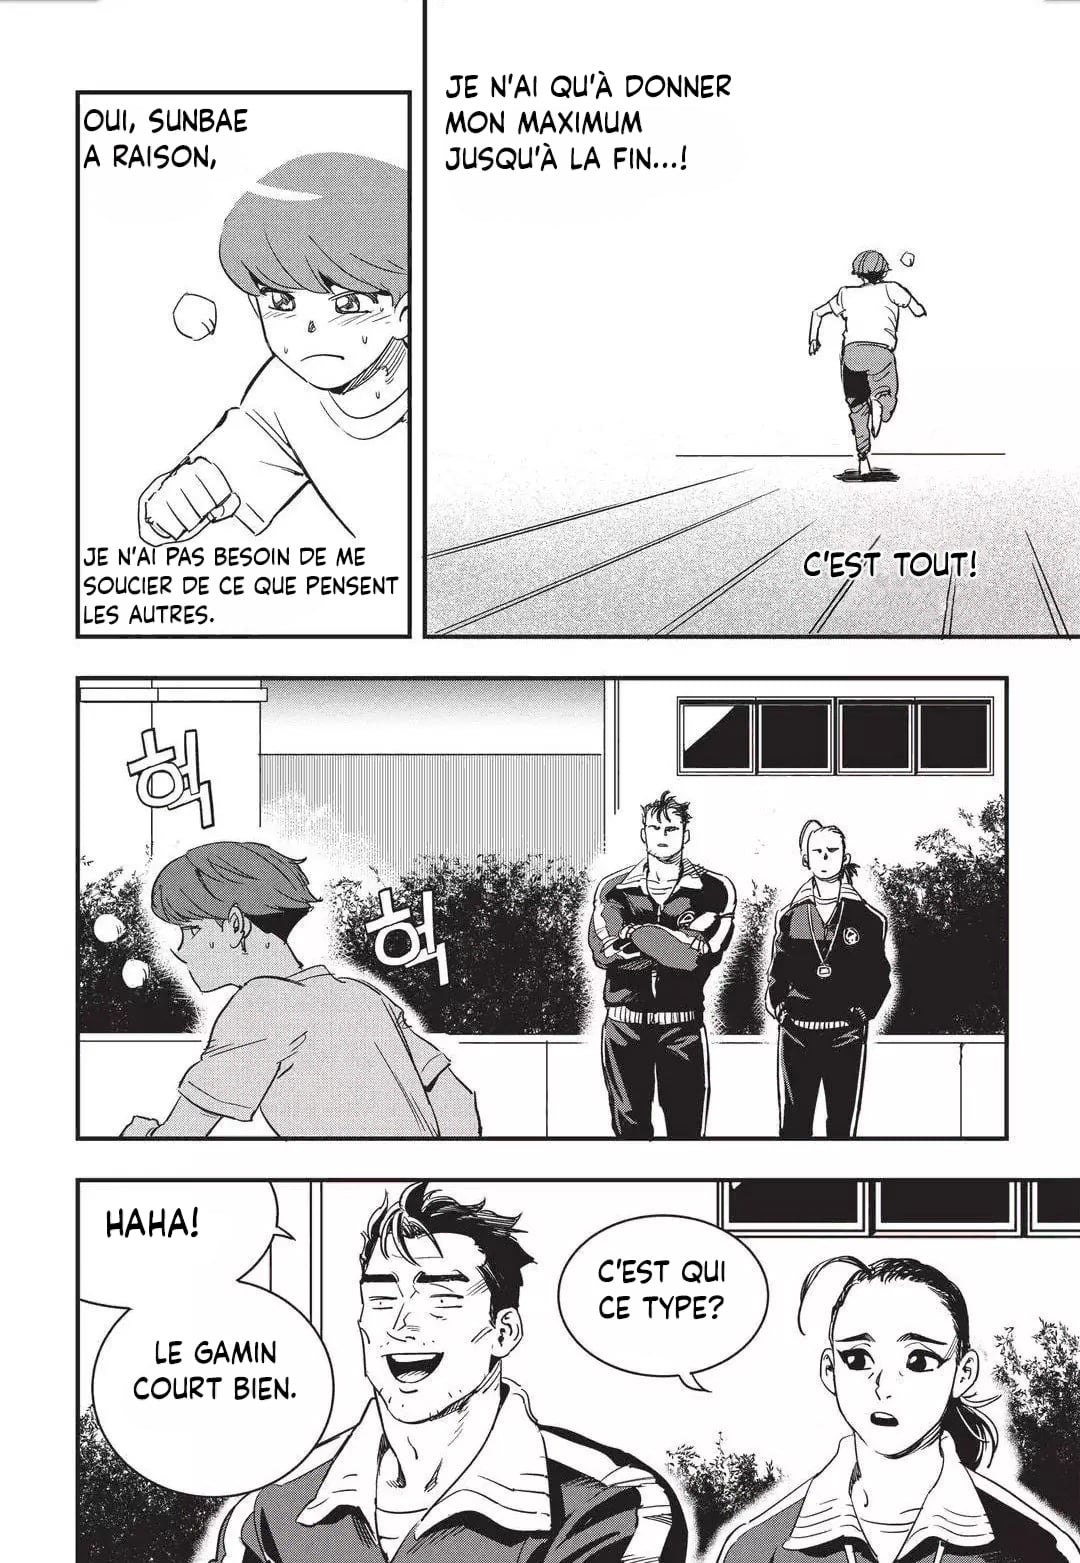 OUI, SUNBAE
A RAISON,
JE N'AI PAS BESOIN DE ME
SOUCIER DE CE QUE PENSENT
LES AUTRES.
JE N'AI QU'À DONNER
MON MAXIMUM
JUSQU'À LA FIN...!
C'EST TOUT!
헉
헉
HAHA!
LE GAMIN
COURT BIEN.
C'EST QUI
CE TYPE?